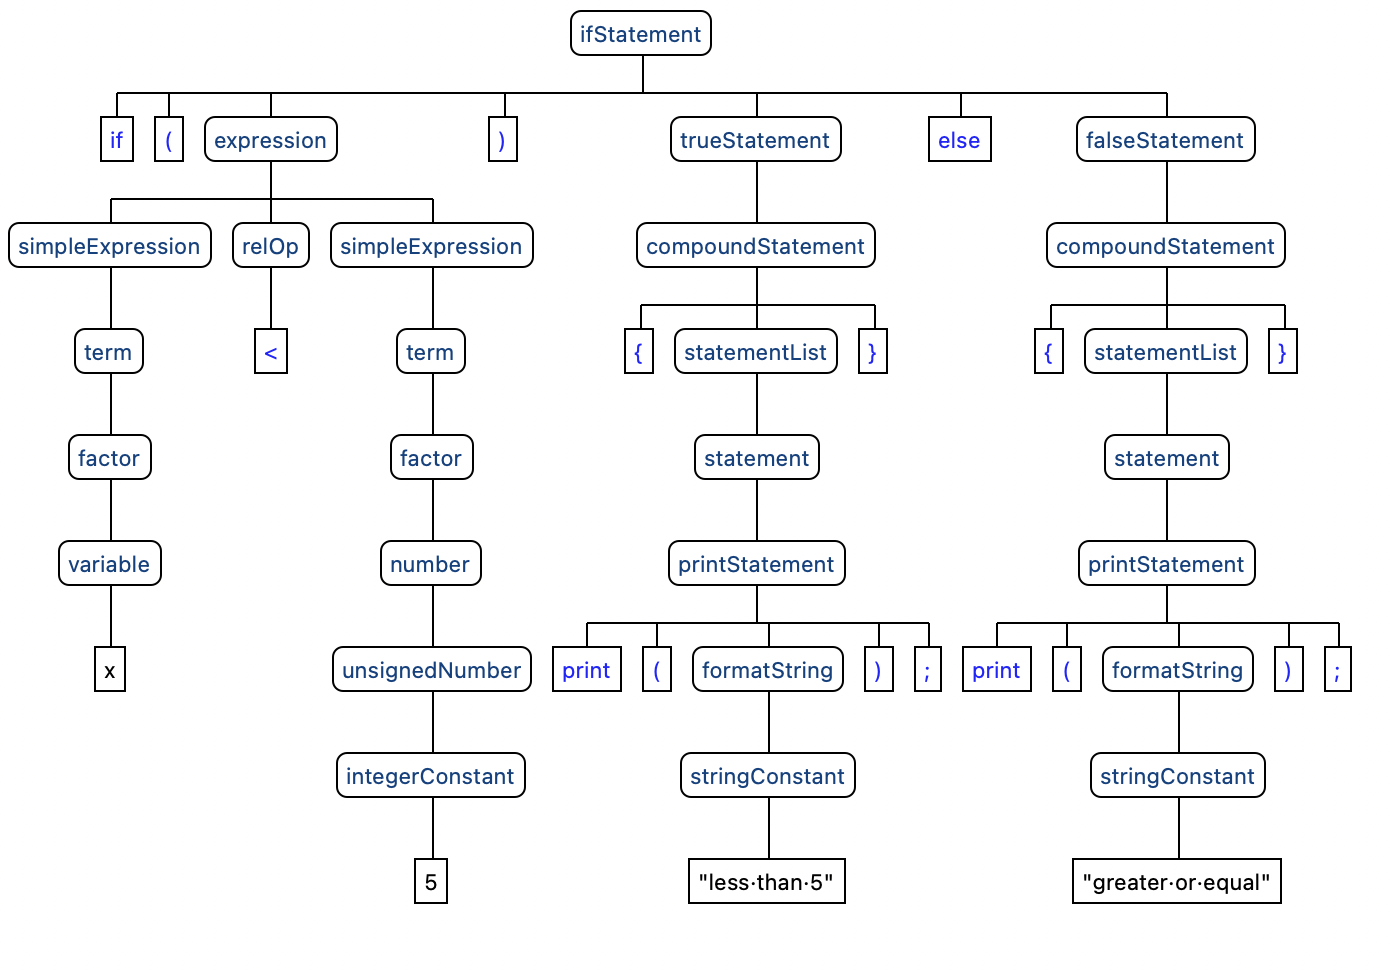 ifStatement
if ( expression ) trueStatement else falseStatement
simpleExpression relOp simpleExpression compoundStatement compoundStatement
term < term { statementList } { statementList }
factor factor statement statement
variable number printStatement printStatement
x unsignedNumber print ( formatString ) ; print ( formatString ) ;
integerConstant stringConstant stringConstant
5 "less·than·5" "greater·or·equal"